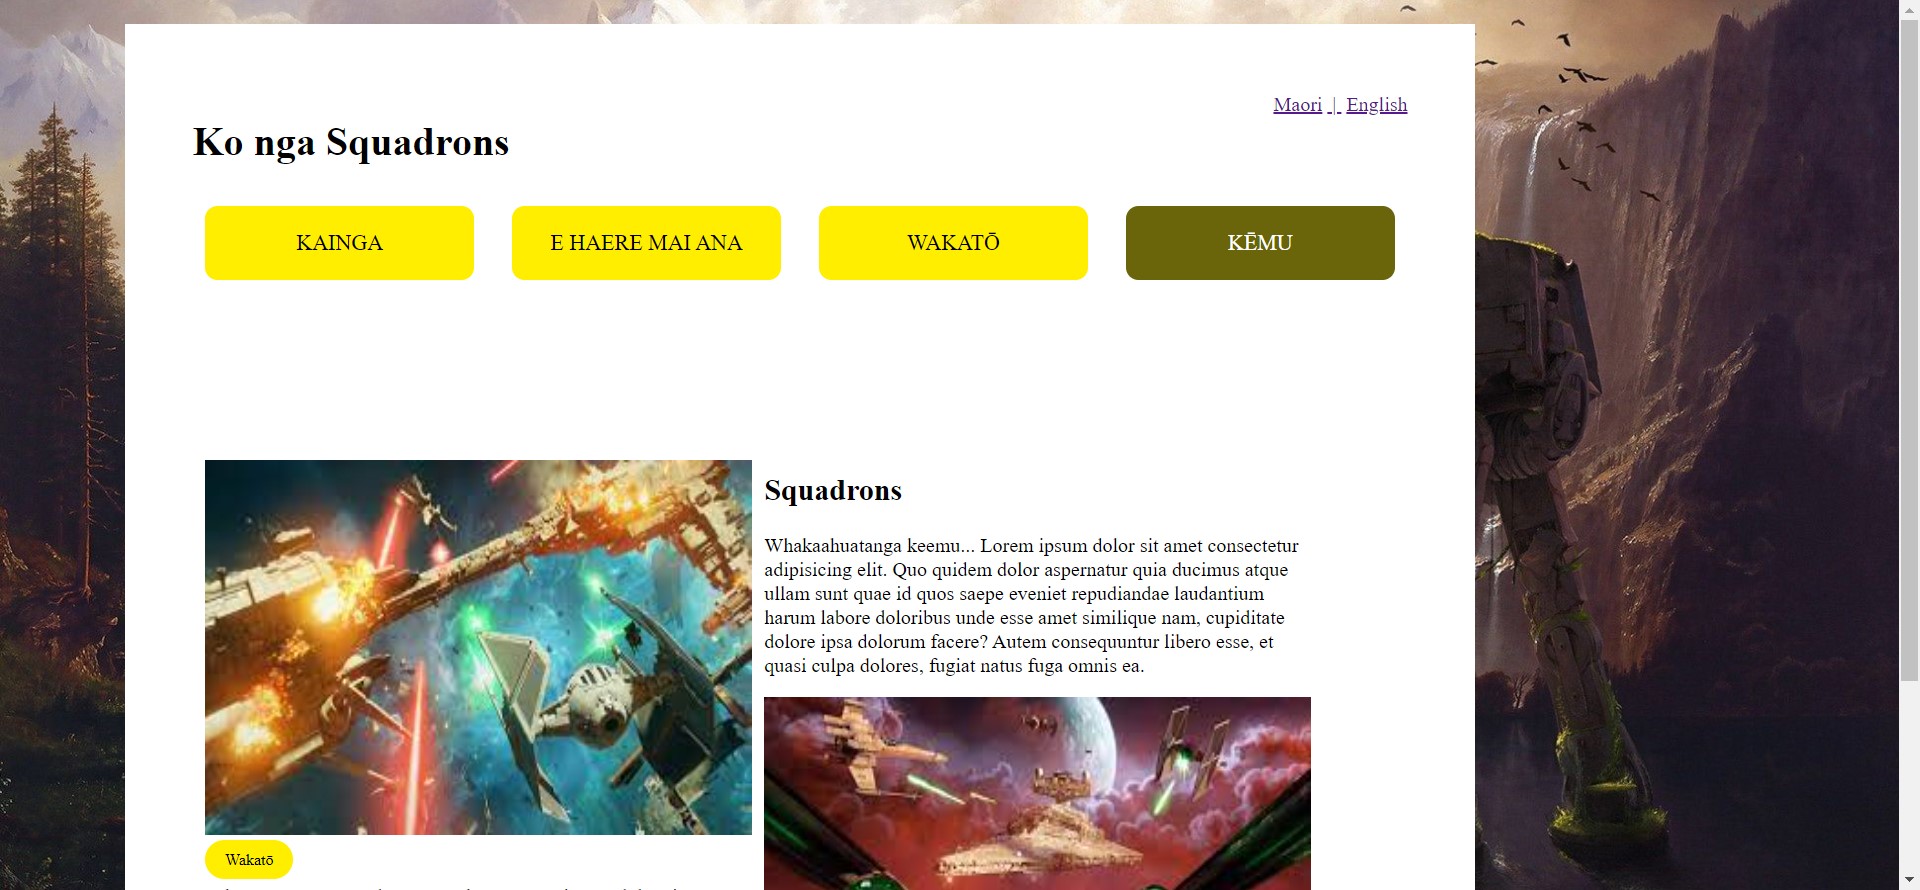 Maori | English
Ko nga Squadrons
KAINGA
E HAERE MAI ANA
WAKATŌ
KĒMU
Squadrons
Whakaahuatanga keemu... Lorem ipsum dolor sit amet consectetur
adipisicing elit. Quo quidem dolor aspernatur quia ducimus atque
ullam sunt quae id quos saepe eveniet repudiandae laudantium
harum labore doloribus unde esse amet similique nam, cupiditate
dolore ipsa dolorum facere? Autem consequuntur libero esse, et
quasi culpa dolores, fugiat natus fuga omnis ea.
Wakatō